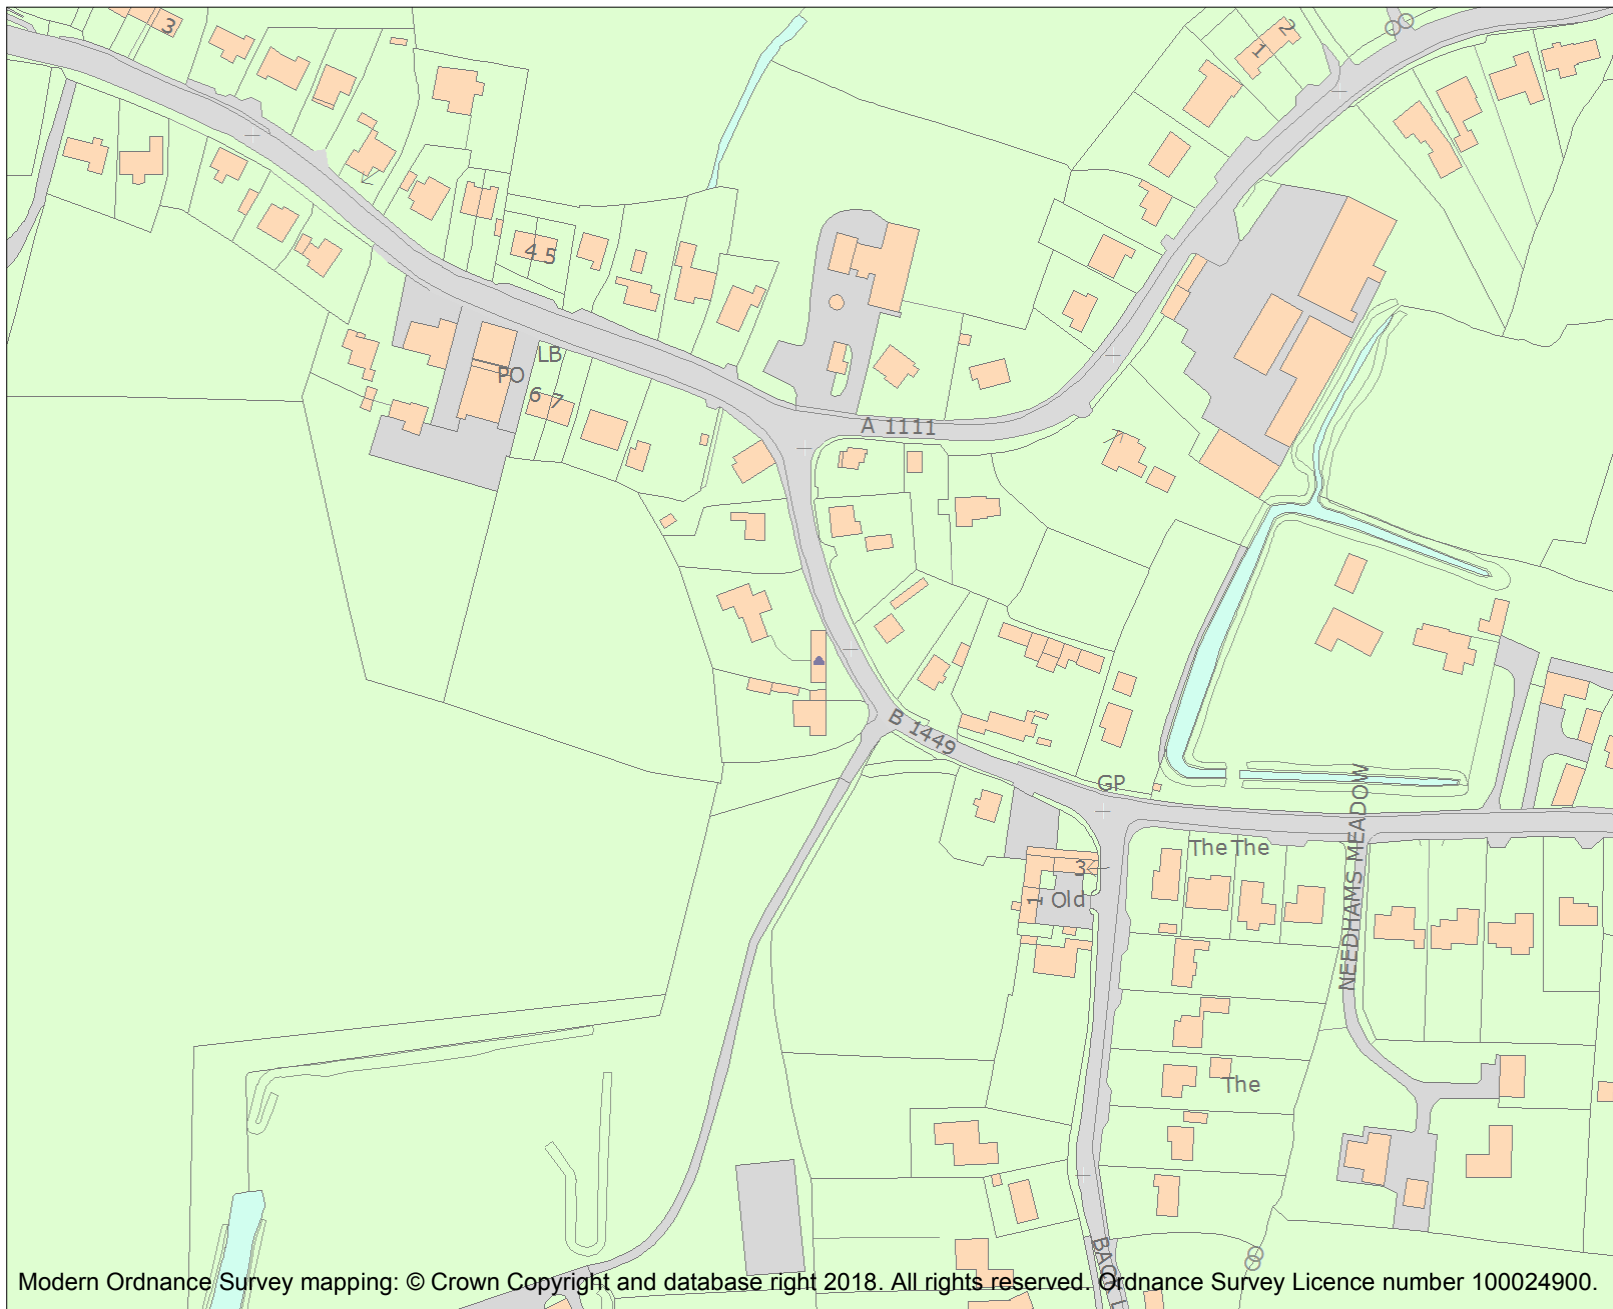 3
2
1
4 5
LB
PO
6 7
A 1111
B 1449
GP
NEEDHAMS MEADOW
The The
3
1 Old
The
Modern Ordnance Survey mapping: © Crown Copyright and database right 2018. All rights reserved. Ordnance Survey Licence number 100024900.